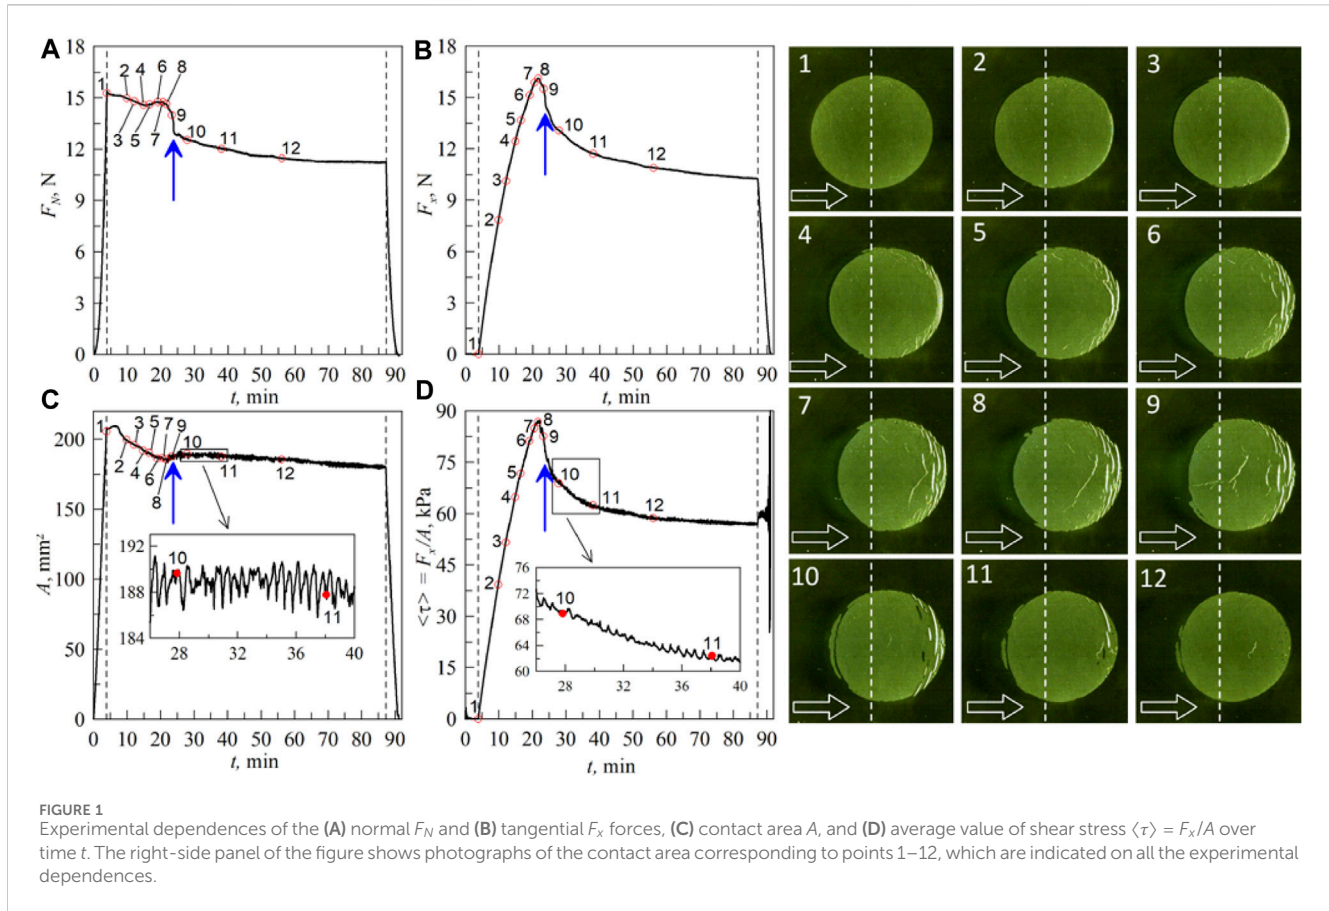 A
18
15
12
9
6
3
0
F_N, N
1
2 4 6 8
3 5 7 9
10 11 12
0 10 20 30 40 50 60 70 80 90
t, min
B
18
15
12
9
6
3
0
F_x, N
1
2
3
4
5
6
7 8
9
10
11
12
0 10 20 30 40 50 60 70 80 90
t, min
C
200
150
100
50
0
A, mm²
1
3 5 7 9
2 4 6 8
10 11 12
192
188
184
10
11
28 32 36 40
0 10 20 30 40 50 60 70 80 90
t, min
D
90
75
60
45
30
15
0
<τ> = F_x/A, kPa
1
2
3
4
5
6
7 8
9
10
11
12
76
72
68
64
60
10
11
28 32 36 40
0 10 20 30 40 50 60 70 80 90
t, min
1 2 3
4 5 6
7 8 9
10 11 12
FIGURE 1
Experimental dependences of the (A) normal F_N and (B) tangential F_x forces, (C) contact area A, and (D) average value of shear stress ⟨τ⟩ = F_x/A over
time t. The right-side panel of the figure shows photographs of the contact area corresponding to points 1–12, which are indicated on all the experimental
dependences.